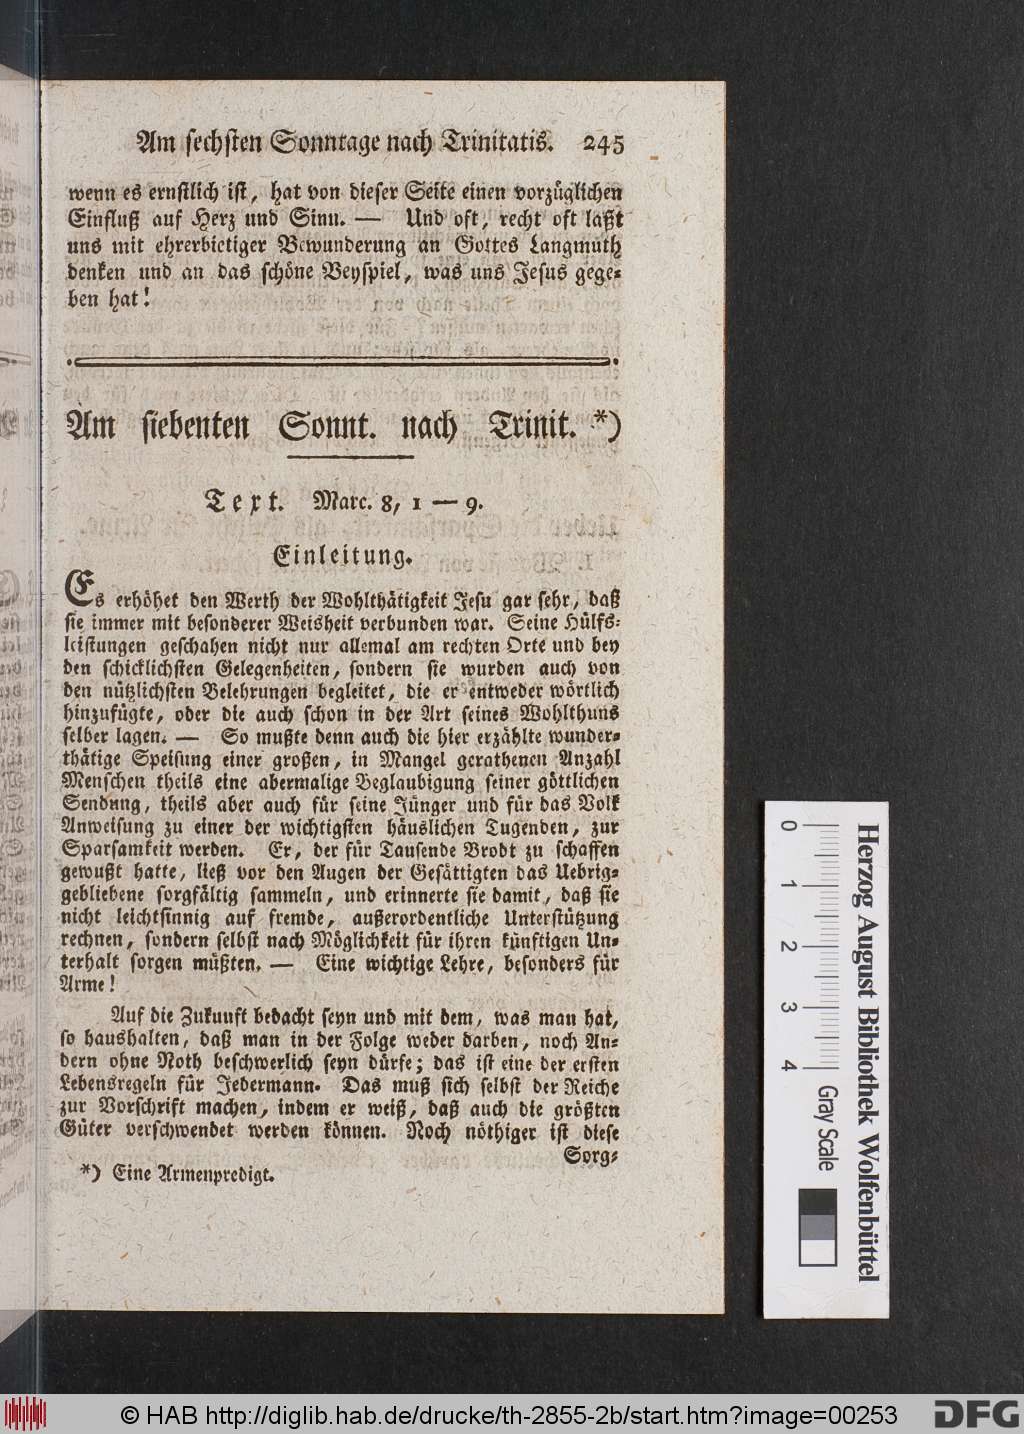 Am sechsten Sonntage nach Trinitatis. 245
wenn es ernstlich ist, hat von dieser Seite einen vorzüglichen
Einfluß auf Herz und Sinn. — Und oft, recht oft laßt
uns mit ehrerbietiger Bewunderung an Gottes Langmuth
denken und an das schöne Beyspiel, was uns Jesus gege-
ben hat!
Am siebenten Sonnt. nach Trinit. *)
Text. Marc. 8, 1 — 9.
Einleitung.
Es erhöhet den Werth der Wohlthätigkeit Jesu gar sehr, daß
sie immer mit besonderer Weisheit verbunden war. Seine Hülfs-
leistungen geschahen nicht nur allemal am rechten Orte und bey
den schicklichsten Gelegenheiten, sondern sie wurden auch von
den nützlichsten Belehrungen begleitet, die er entweder wörtlich
hinzufügte, oder die auch schon in der Art seines Wohlthuns
selber lagen. — So mußte denn auch die hier erzählte wunder-
thätige Speisung einer großen, in Mangel gerathenen Anzahl
Menschen theils eine abermalige Beglaubigung seiner göttlichen
Sendung, theils aber auch für seine Jünger und für das Volk
Anweisung zu einer der wichtigsten häuslichen Tugenden, zur
Sparsamkeit werden. Er, der für Tausende Brodt zu schaffen
gewußt hatte, ließ vor den Augen der Gesättigten das Uebrig-
gebliebene sorgfältig sammeln, und erinnerte sie damit, daß sie
nicht leichtsinnig auf fremde, außerordentliche Unterstützung
rechnen, sondern selbst nach Möglichkeit für ihren künftigen Un-
terhalt sorgen müßten. — Eine wichtige Lehre, besonders für
Arme!
Auf die Zukunft bedacht seyn und mit dem, was man hat,
so haushalten, daß man in der Folge weder darben, noch An-
dern ohne Noth beschwerlich seyn dürfe; das ist eine der ersten
Lebensregeln für Jedermann. Das muß sich selbst der Reiche
zur Vorschrift machen, indem er weiß, daß auch die größten
Güter verschwendet werden können. Noch nöthiger ist diese
Sorg-
*) Eine Armenpredigt.
0 1 2 3 4
Gray Scale
Herzog August Bibliothek Wolfenbüttel
© HAB http://diglib.hab.de/drucke/th-2855-2b/start.htm?image=00253
DFG